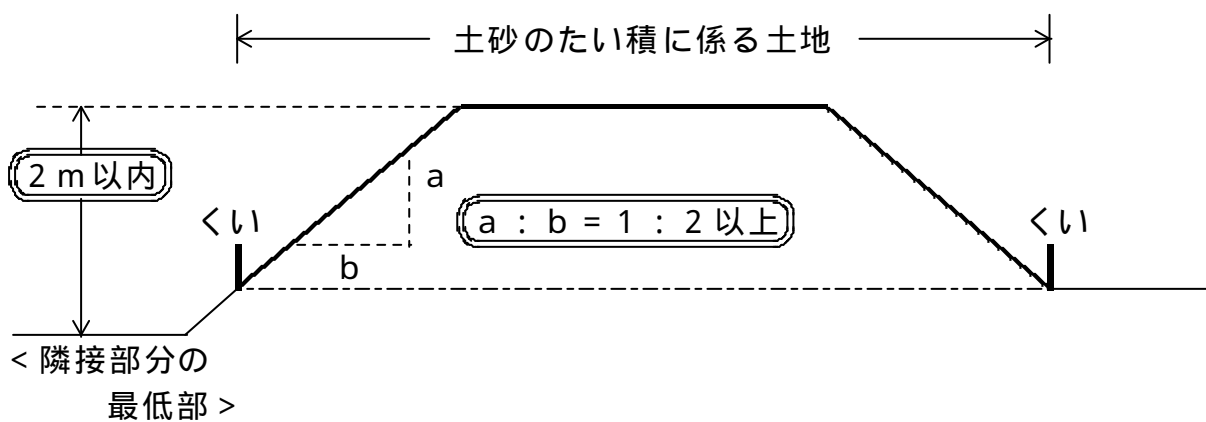 土砂のたい積に係る土地
2m以内
a
くい
a：b=1：2以上
くい
b
<隣接部分の
最低部>